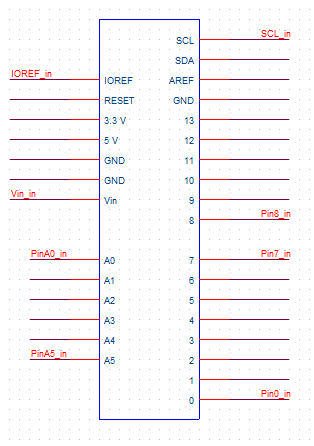 SCL_in
SCL
SDA
IOREF_in
IOREF AREF
RESET GND
3.3 V 13
5 V 12
GND 11
GND 10
Vin_in
Vin 9
8 Pin8_in
PinA0_in Pin7_in
A0 7
A1 6
A2 5
A3 4
A4 3
PinA5_in
A5 2
1
Pin0_in
0